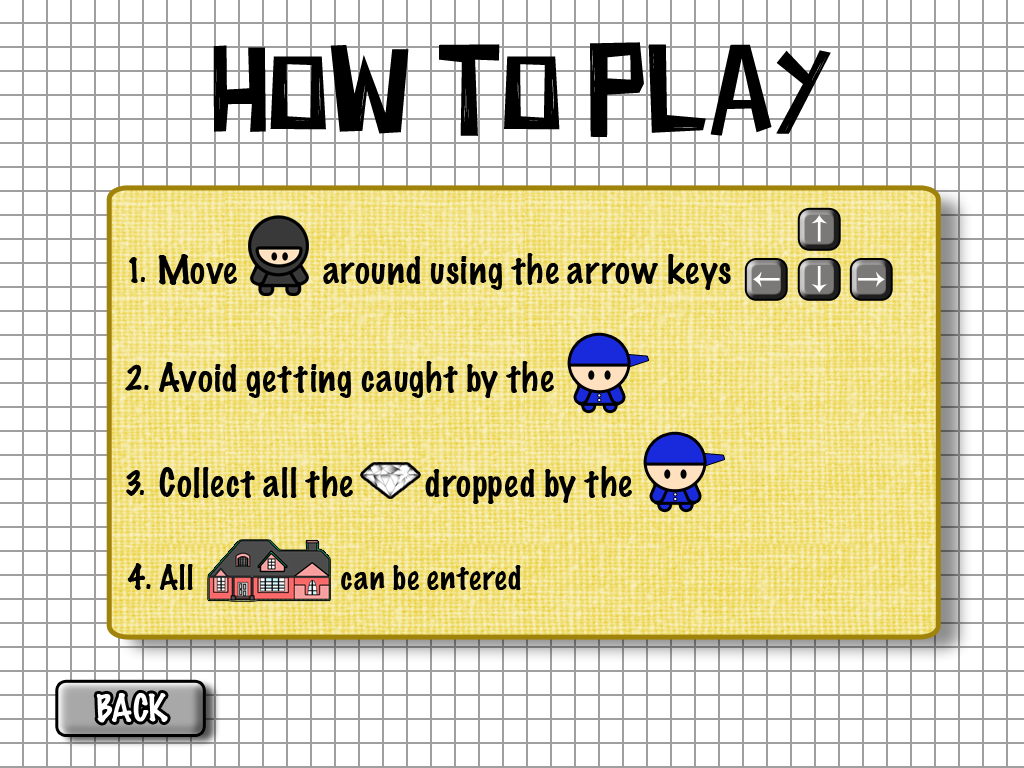 HOW TO PLAY
1. Move around using the arrow keys ↑ ← ↓ →
2. Avoid getting caught by the
3. Collect all the dropped by the
4. All can be entered
BACK